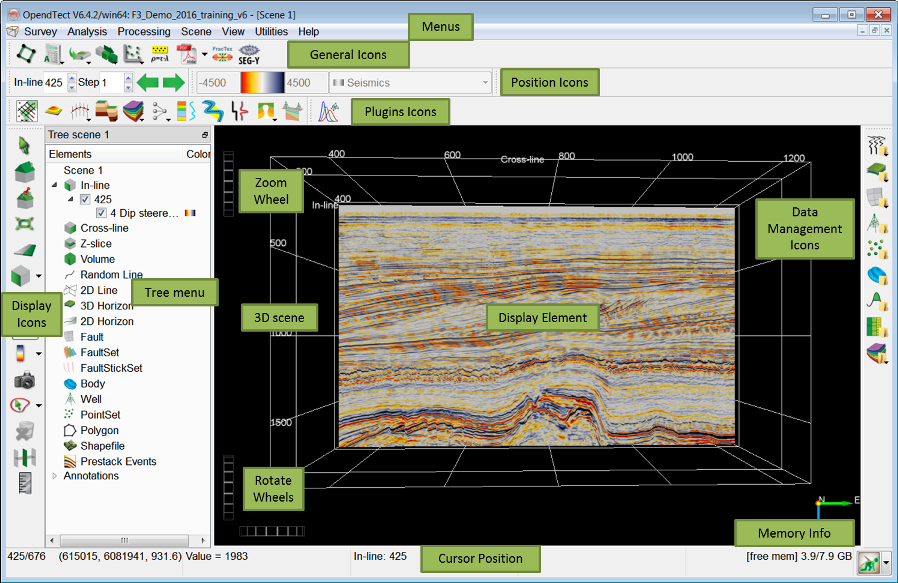 OpendTect V6.4.2/win64: F3_Demo_2016_training_v6 - [Scene 1]
Menus
Survey Analysis Processing Scene View Utilities Help
General Icons
PDF
FracTex
SEG-Y
In-line 425 Step 1
-4500 4500 Seismics
Position Icons
Plugins Icons
Tree scene 1
Elements Color
Scene 1
In-line
425
4 Dip steere...
Cross-line
Z-slice
Volume
Random Line
2D Line
3D Horizon
2D Horizon
Fault
FaultSet
FaultStickSet
Body
Well
PointSet
Polygon
Shapefile
Prestack Events
Annotations
Display Icons
Tree menu
Zoom Wheel
3D scene
Rotate Wheels
400 600 Cross-line 800 1000 1200
In-line 400
500
1000
1500
Display Element
Data Management Icons
N
E
Memory Info
425/676 (615015, 6081941, 931.6) Value = 1983 In-line: 425
Cursor Position
[free mem] 3.9/7.9 GB